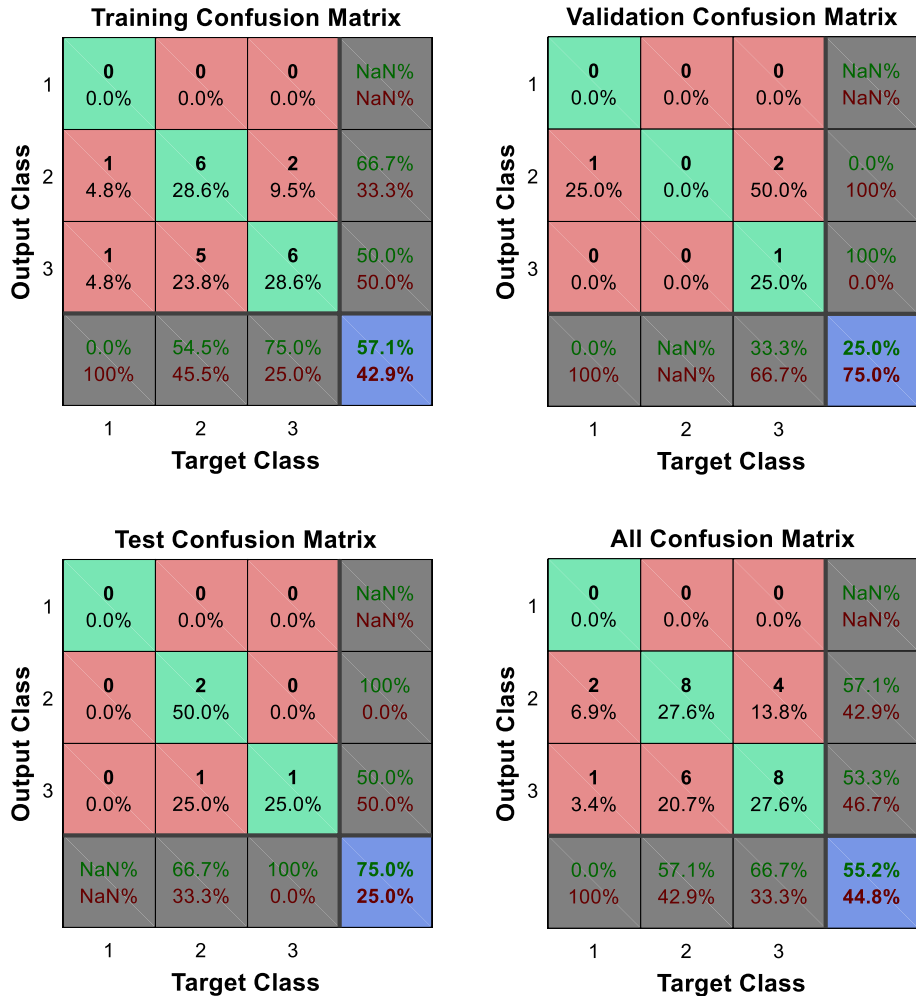 Training Confusion Matrix
1
0 0 0 NaN%
0.0% 0.0% 0.0% NaN%
2
1 6 2 66.7%
4.8% 28.6% 9.5% 33.3%
3
1 5 6 50.0%
4.8% 23.8% 28.6% 50.0%
0.0% 54.5% 75.0% 57.1%
100% 45.5% 25.0% 42.9%
1 2 3
Target Class
Output Class
Validation Confusion Matrix
1
0 0 0 NaN%
0.0% 0.0% 0.0% NaN%
2
1 0 2 0.0%
25.0% 0.0% 50.0% 100%
3
0 0 1 100%
0.0% 0.0% 25.0% 0.0%
0.0% NaN% 33.3% 25.0%
100% NaN% 66.7% 75.0%
1 2 3
Target Class
Output Class
Test Confusion Matrix
1
0 0 0 NaN%
0.0% 0.0% 0.0% NaN%
2
0 2 0 100%
0.0% 50.0% 0.0% 0.0%
3
0 1 1 50.0%
0.0% 25.0% 25.0% 50.0%
NaN% 66.7% 100% 75.0%
NaN% 33.3% 0.0% 25.0%
1 2 3
Target Class
Output Class
All Confusion Matrix
1
0 0 0 NaN%
0.0% 0.0% 0.0% NaN%
2
2 8 4 57.1%
6.9% 27.6% 13.8% 42.9%
3
1 6 8 53.3%
3.4% 20.7% 27.6% 46.7%
0.0% 57.1% 66.7% 55.2%
100% 42.9% 33.3% 44.8%
1 2 3
Target Class
Output Class